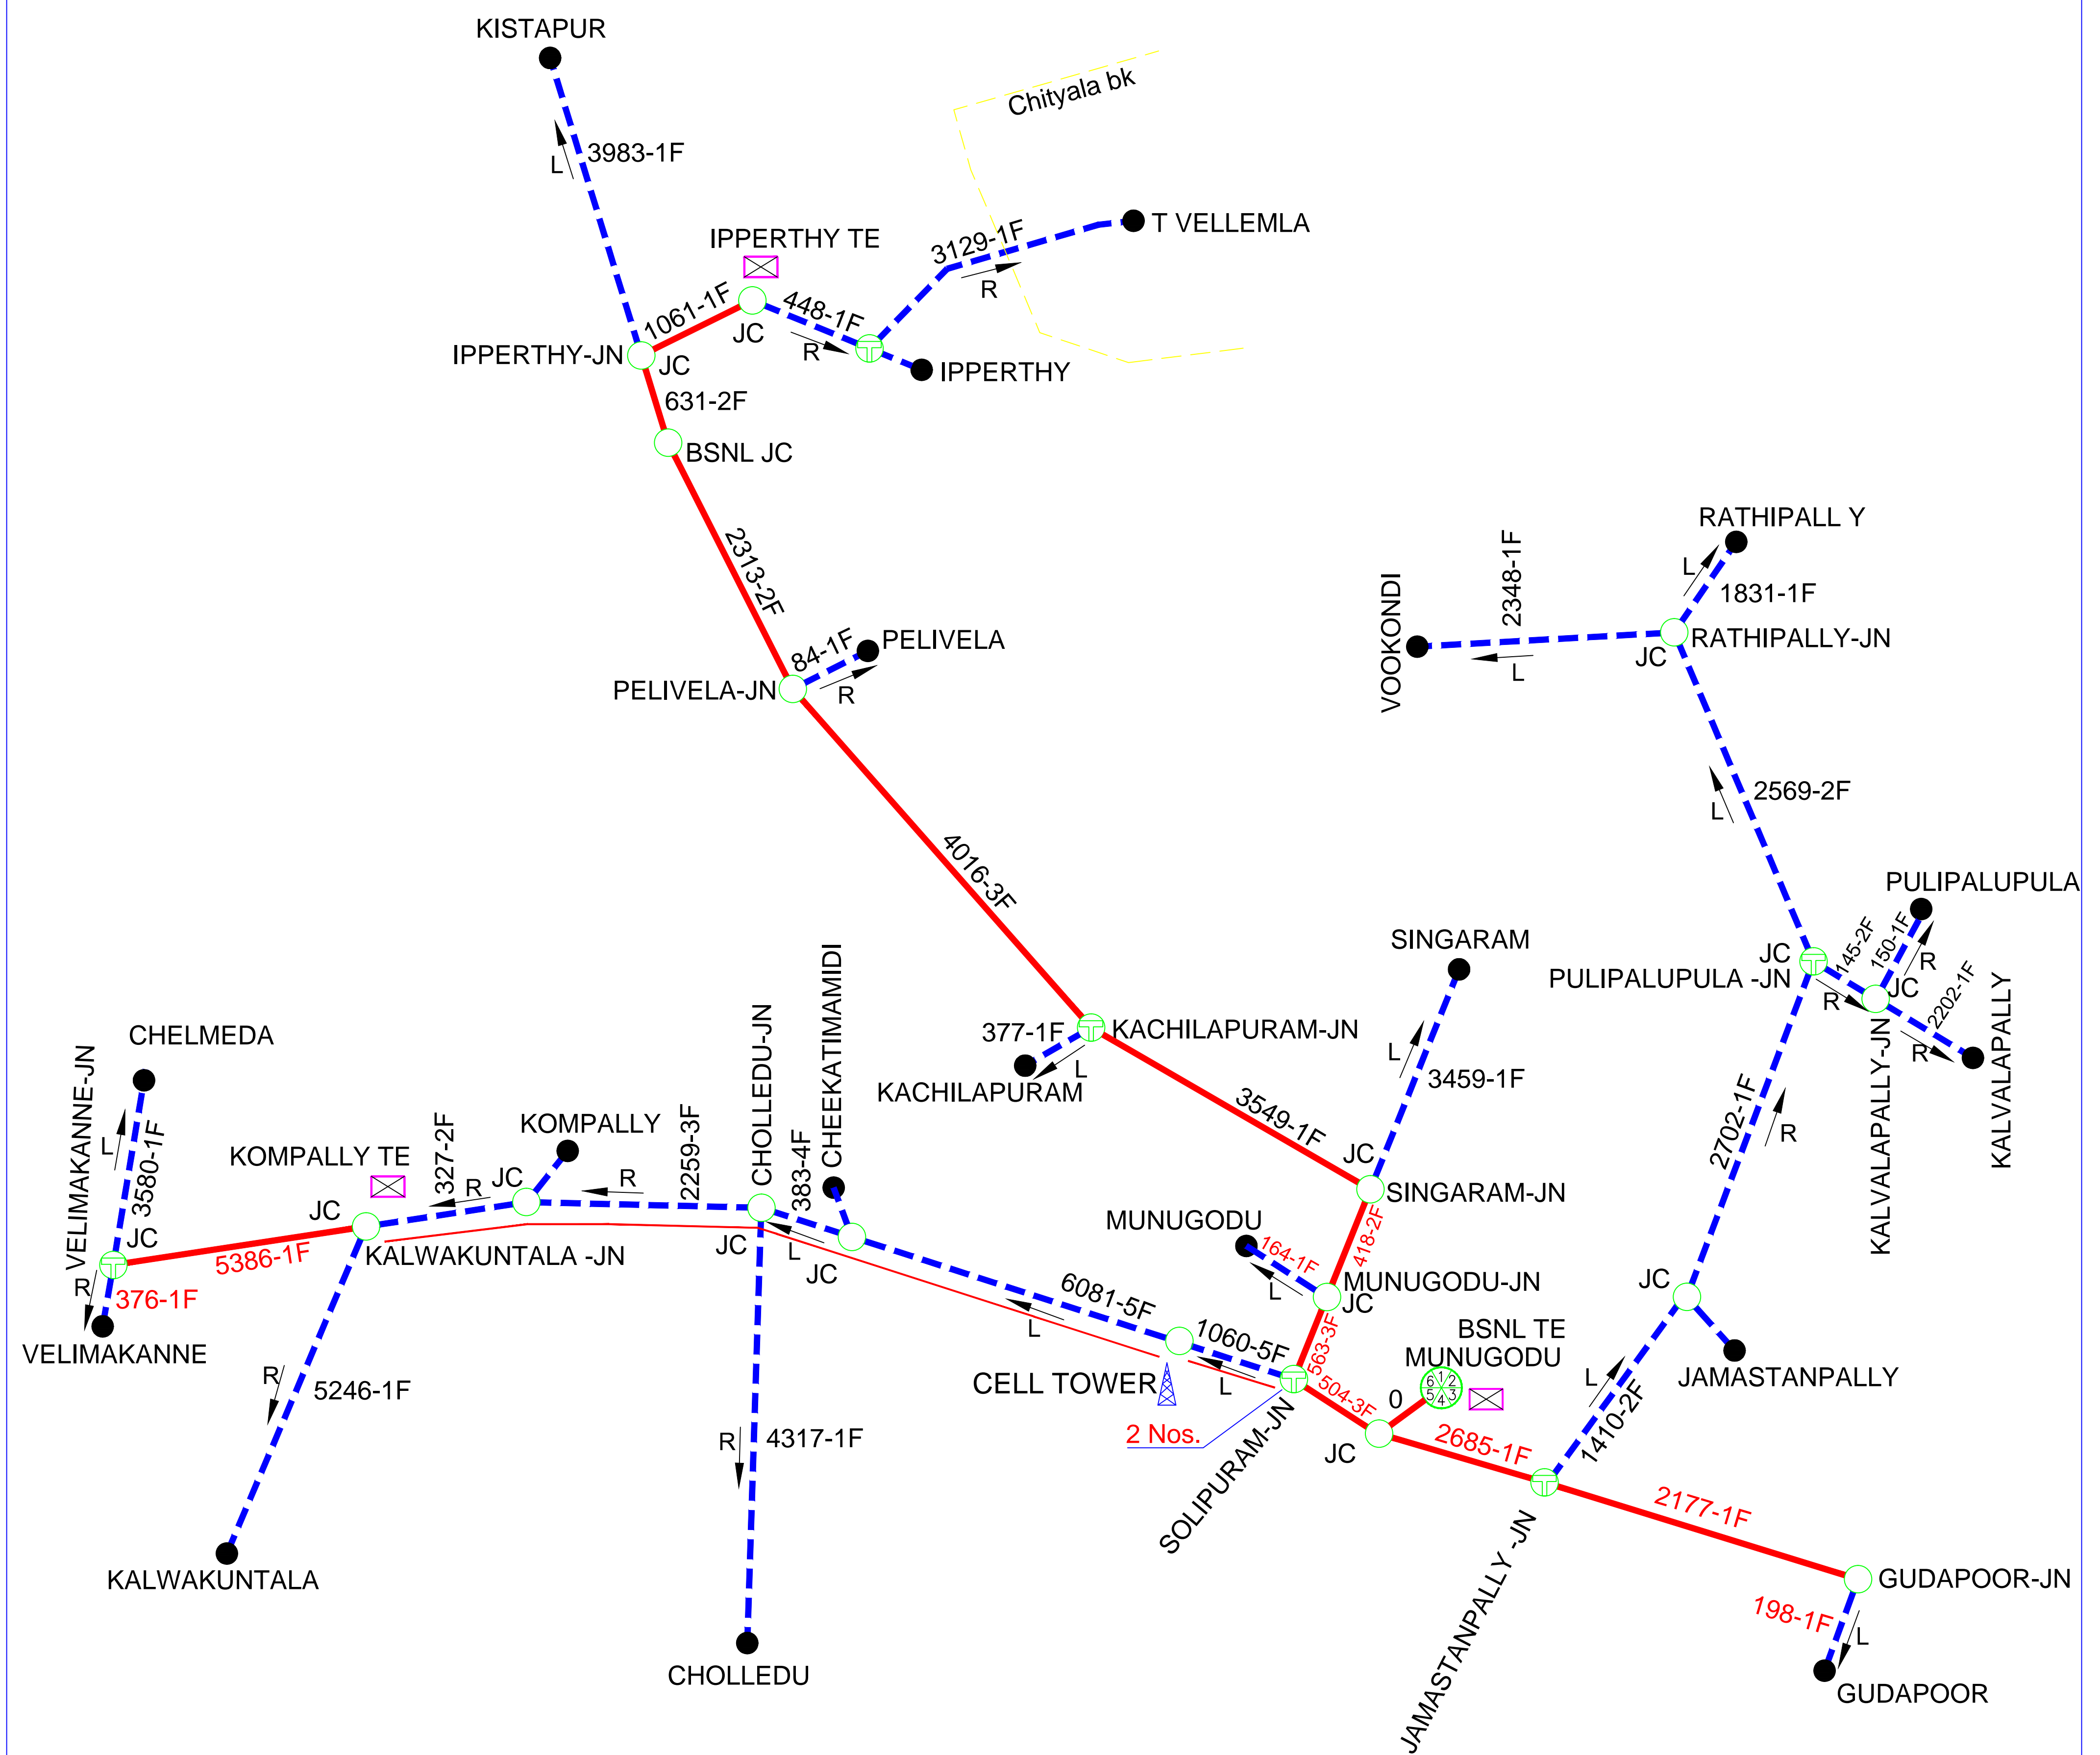 KISTAPUR
Chityala bk
3983-1F
L
T VELLEMLA
IPPERTHY TE
3129-1F
R
1061-1F
448-1F
JC
R
IPPERTHY-JN
JC
IPPERTHY
631-2F
BSNL JC
2313-2F
RATHIPALL Y
2348-1F
L
1831-1F
VOOKONDI
84-1F
PELIVELA
RATHIPALLY-JN
JC
L
PELIVELA-JN
R
2569-2F
L
4016-3F
PULIPALUPULA
SINGARAM
145-2F
150-1F
JC
R
PULIPALUPULA -JN
JC
R
2202-1F
R
KALVALAPALLY-JN
KALVALAPALLY
CHEEKATIMAMIDI
CHOLLEDU-JN
377-1F
KACHILAPURAM-JN
L
KACHILAPURAM
L
3459-1F
CHELMEDA
VELIMAKANNE-JN
L
3580-1F
KOMPALLY
KOMPALLY TE
327-2F
2259-3F
383-4F
3549-1F
2702-1F
R
JC
SINGARAM-JN
JC
R
R
JC
JC
5386-1F
KALWAKUNTALA -JN
JC
L
JC
MUNUGODU
164-1F
L
418-2F
MUNUGODU-JN
JC
R
376-1F
VELIMAKANNE
6081-5F
L
1060-5F
L
563-3F
BSNL TE
MUNUGODU
JC
JAMASTANPALLY
R
5246-1F
CELL TOWER
504-3F
0
1
2
3
4
5
6
L
1410-2F
R
4317-1F
2 Nos.
SOLIPURAM-JN
JC
2685-1F
2177-1F
JAMASTANPALLY -JN
KALWAKUNTALA
GUDAPOOR-JN
198-1F
L
CHOLLEDU
GUDAPOOR